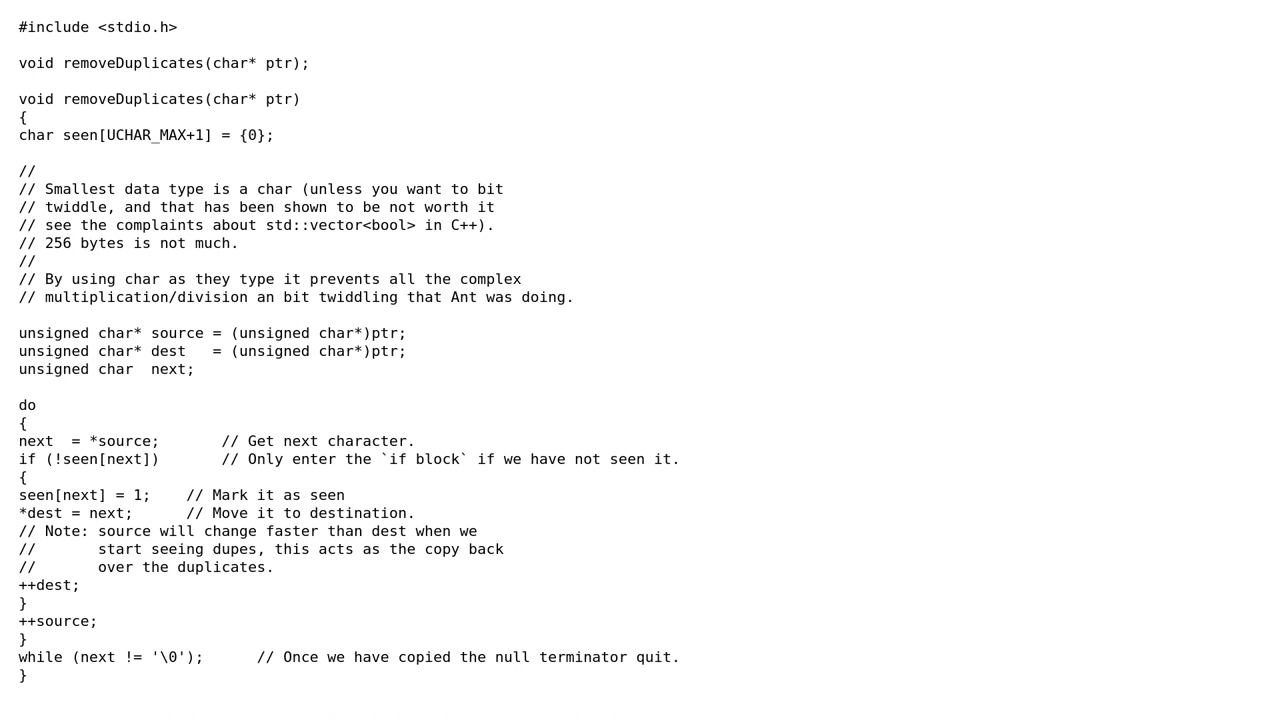 #include <stdio.h>

void removeDuplicates(char* ptr);

void removeDuplicates(char* ptr)
{
char seen[UCHAR_MAX+1] = {0};

//
// Smallest data type is a char (unless you want to bit
// twiddle, and that has been shown to be not worth it
// see the complaints about std::vector<bool> in C++).
// 256 bytes is not much.
//
// By using char as they type it prevents all the complex
// multiplication/division an bit twiddling that Ant was doing.

unsigned char* source = (unsigned char*)ptr;
unsigned char* dest   = (unsigned char*)ptr;
unsigned char  next;

do
{
next  = *source;       // Get next character.
if (!seen[next])       // Only enter the `if block` if we have not seen it.
{
seen[next] = 1;    // Mark it as seen
*dest = next;      // Move it to destination.
// Note: source will change faster than dest when we
//       start seeing dupes, this acts as the copy back
//       over the duplicates.
++dest;
}
++source;
}
while (next != '\0');      // Once we have copied the null terminator quit.
}